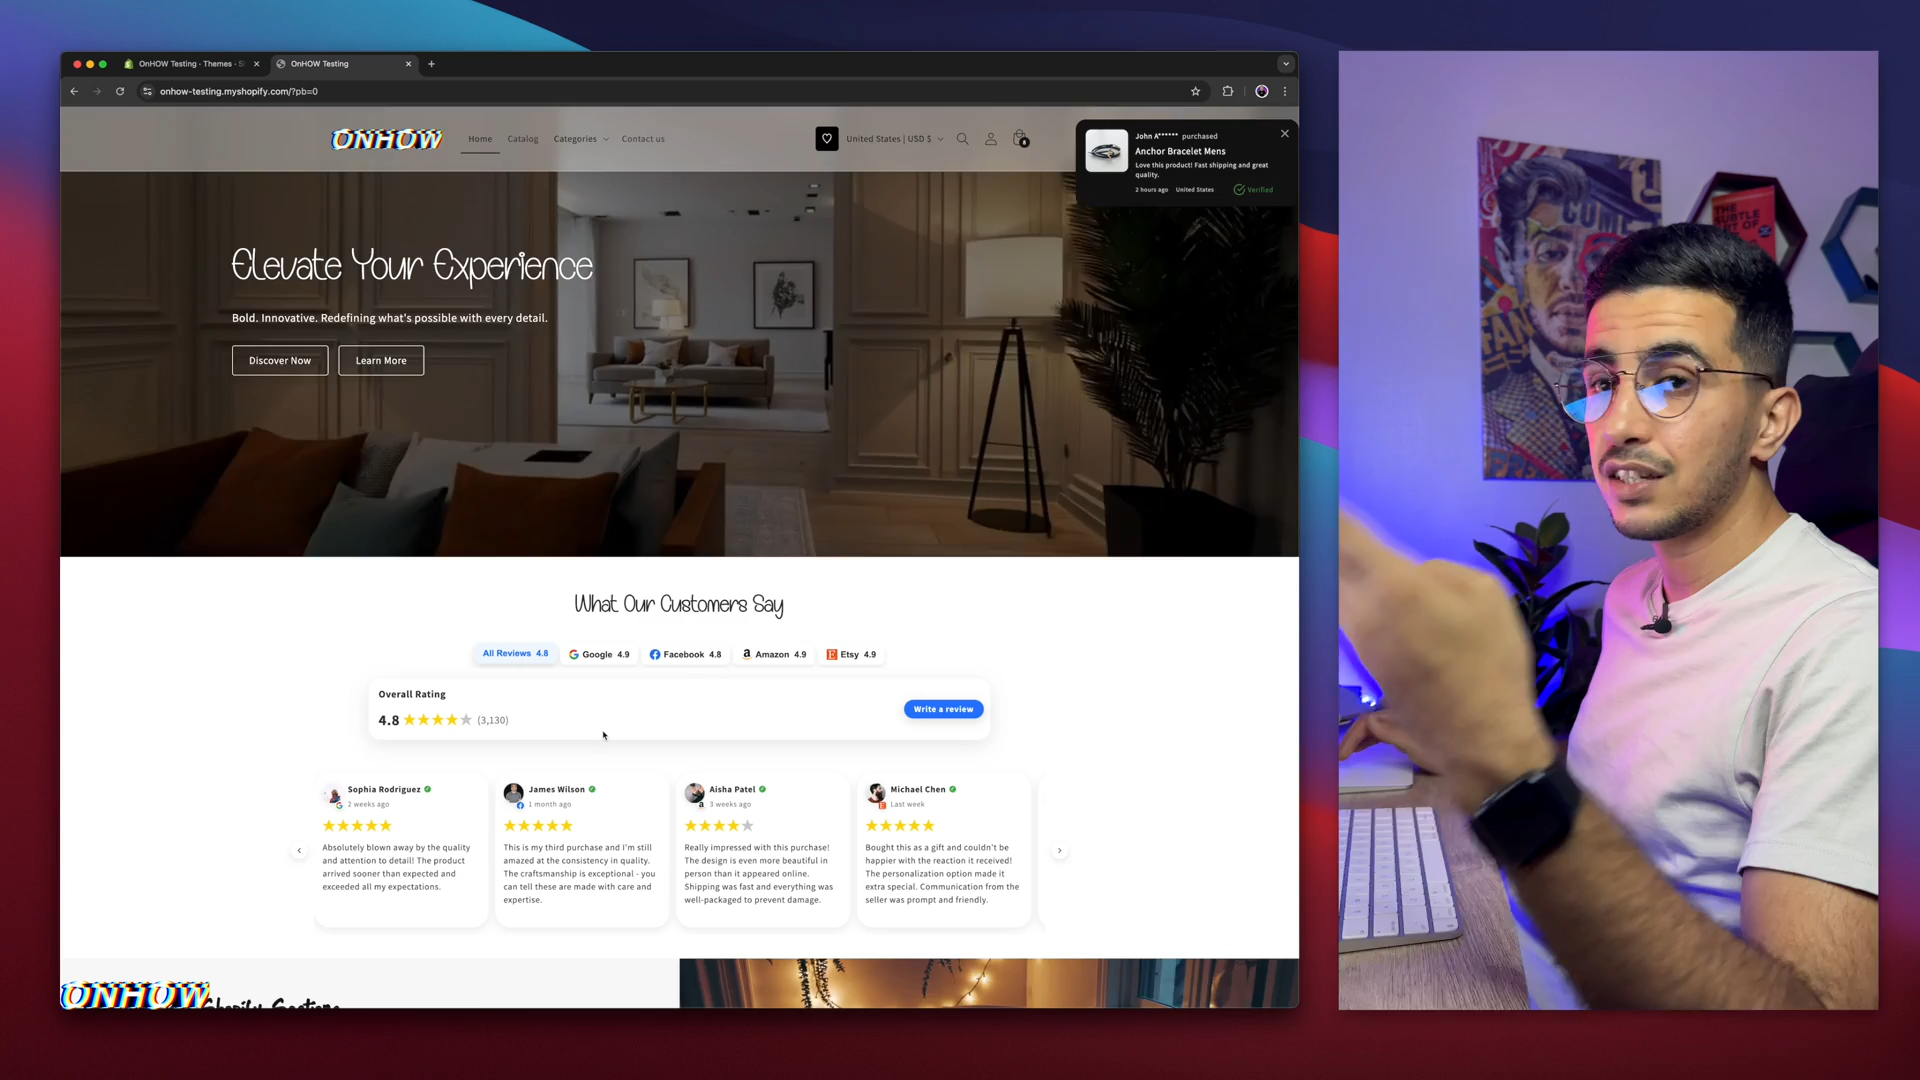 OnHOW Testing · Themes · S
OnHOW Testing
onhow-testing.myshopify.com/?pb=0
ONHOW
Home
Catalog
Categories
Contact us
United States | USD $
John A****** purchased
Anchor Bracelet Mens
Love this product! Fast shipping and great
quality.
2 hours ago
United States
Verified
Elevate Your Experience
Bold. Innovative. Redefining what's possible with every detail.
Discover Now
Learn More
What Our Customers Say
All Reviews 4.8
Google 4.9
Facebook 4.8
Amazon 4.9
Etsy 4.9
Overall Rating
4.8
(3,130)
Write a review
Sophia Rodriguez
2 weeks ago
Absolutely blown away by the quality
and attention to detail! The product
arrived sooner than expected and
exceeded all my expectations.
James Wilson
1 month ago
This is my third purchase and I'm still
amazed at the consistency in quality.
The craftsmanship is exceptional - you
can tell these are made with care and
expertise.
Aisha Patel
3 weeks ago
Really impressed with this purchase!
The design is even more beautiful in
person than it appeared online.
Shipping was fast and everything was
well-packaged to prevent damage.
Michael Chen
Last week
Bought this as a gift and couldn't be
happier with the reaction it received!
The personalization option made it
extra special. Communication from the
seller was prompt and friendly.
ONHOW
Shopify Sections
THE
SUBTLE
ART OF